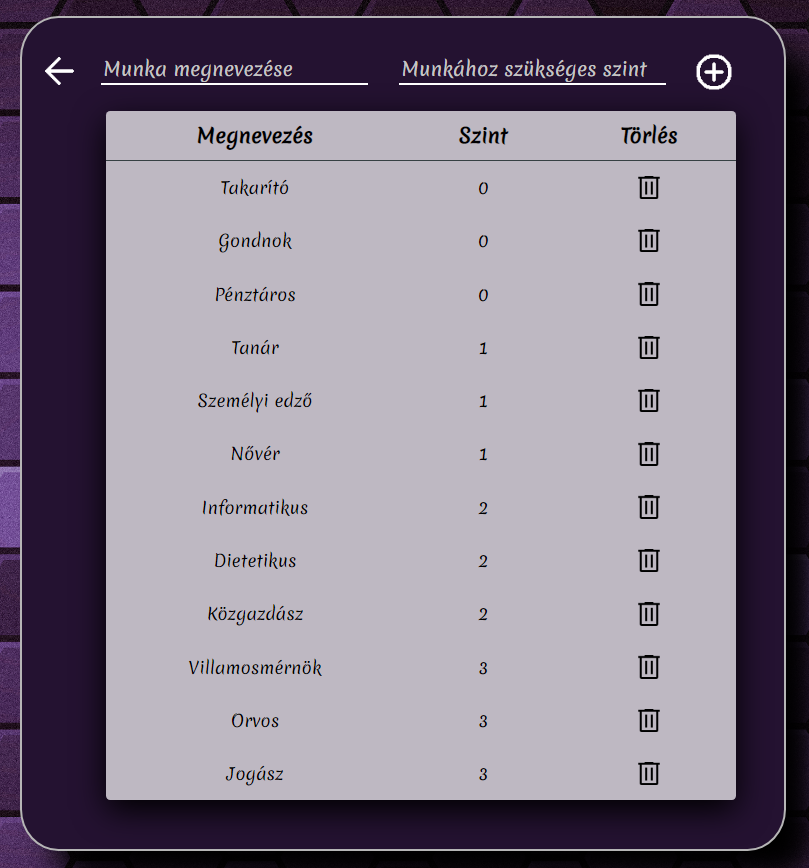 Munka megnevezése Munkához szükséges szint
Megnevezés Szint Törlés
Takarító 0
Gondnok 0
Pénztáros 0
Tanár 1
Személyi edző 1
Nővér 1
Informatikus 2
Dietetikus 2
Közgazdász 2
Villamosmérnök 3
Orvos 3
Jogász 3